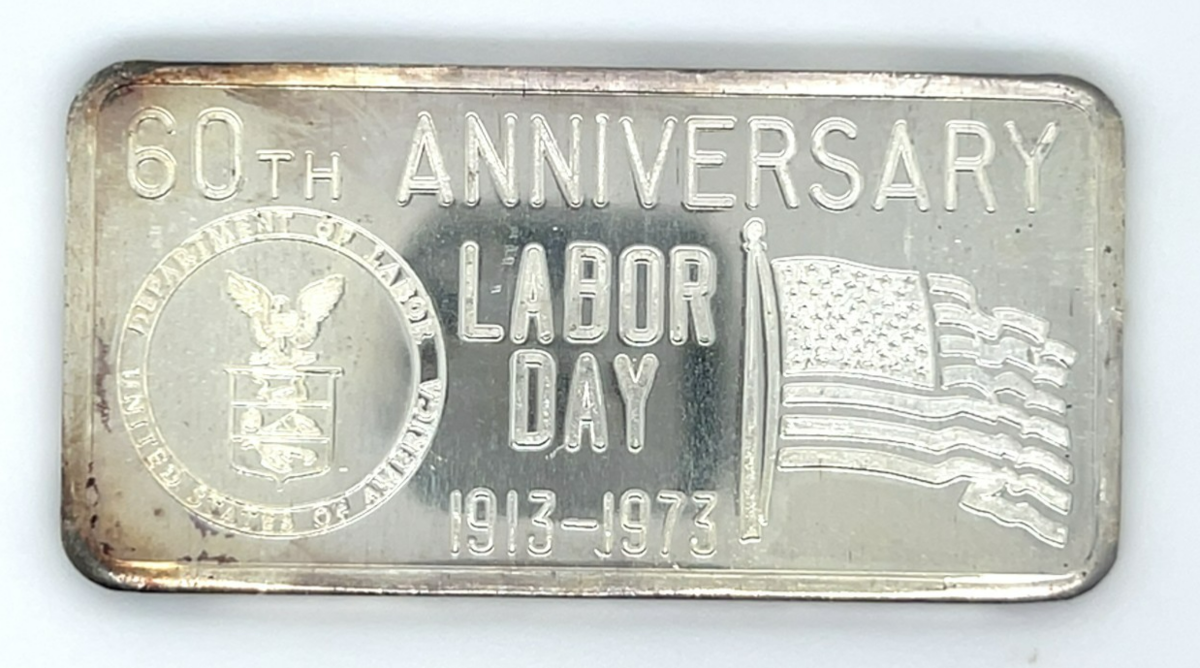 60TH ANNIVERSARY
DEPARTMENT OF LABOR
UNITED STATES OF AMERICA
LABOR
DAY
1913-1973